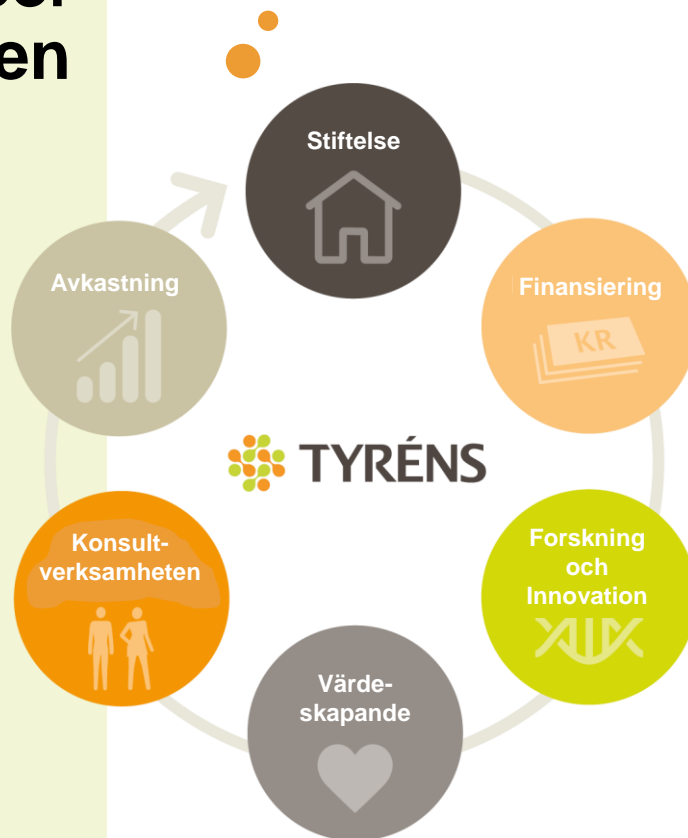 en
Stiftelse
Finansiering
KR
Forskning
och
Innovation
Värde-
skapande
Konsult-
verksamheten
Avkastning
TYRÉNS